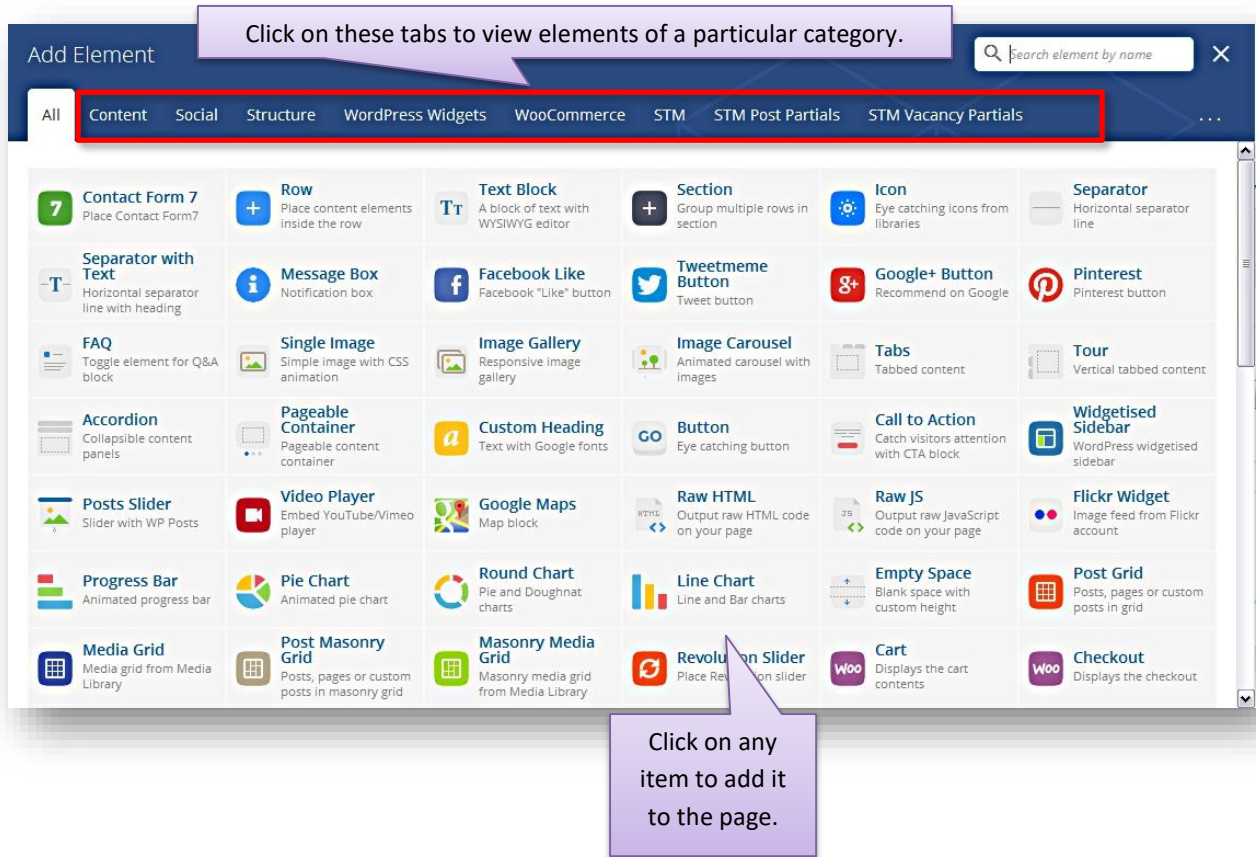 Click on these tabs to view elements of a particular category.
Add Element
Search element by name
All Content Social Structure WordPress Widgets WooCommerce STM STM Post Partials STM Vacancy Partials ...
7
Contact Form 7
Place Contact Form7
Row
Place content elements
inside the row
TT
Text Block
A block of text with
WYSIWYG editor
Section
Group multiple rows in
section
Icon
Eye catching icons from
libraries
Separator
Horizontal separator
line
-T-
Separator with
Text
Horizontal separator
line with heading
i
Message Box
Notification box
f
Facebook Like
Facebook "Like" button
Tweetmeme
Button
Tweet button
g+
Google+ Button
Recommend on Google
Pinterest
Pinterest button
FAQ
Toggle element for Q&A
block
Single Image
Simple image with CSS
animation
Image Gallery
Responsive image
gallery
Image Carousel
Animated carousel with
images
Tabs
Tabbed content
Tour
Vertical tabbed content
Accordion
Collapsible content
panels
Pageable
Container
Pageable content
container
a
Custom Heading
Text with Google fonts
GO
Button
Eye catching button
Call to Action
Catch visitors attention
with CTA block
Widgetised
Sidebar
WordPress widgetised
sidebar
Posts Slider
Slider with WP Posts
Video Player
Embed YouTube/Vimeo
player
Google Maps
Map block
HTML
Raw HTML
Output raw HTML code
on your page
JS
Raw JS
Output raw JavaScript
code on your page
Flickr Widget
Image feed from Flickr
account
Progress Bar
Animated progress bar
Pie Chart
Animated pie chart
Round Chart
Pie and Doughnat
charts
Line Chart
Line and Bar charts
Empty Space
Blank space with
custom height
Post Grid
Posts, pages or custom
posts in grid
Media Grid
Media grid from Media
Library
Post Masonry
Grid
Posts, pages or custom
posts in masonry grid
Masonry Media
Grid
Masonry media grid
from Media Library
Revolution Slider
Place Revolution slider
WOO
Cart
Displays the cart
contents
WOO
Checkout
Displays the checkout
Click on any
item to add it
to the page.